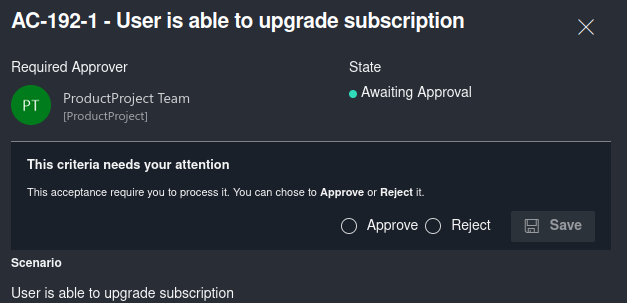 AC-192-1 - User is able to upgrade subscription
Required Approver
State
PT
ProductProject Team
[ProductProject]
Awaiting Approval
This criteria needs your attention
This acceptance require you to process it. You can chose to Approve or Reject it.
Approve Reject Save
Scenario
User is able to upgrade subscription